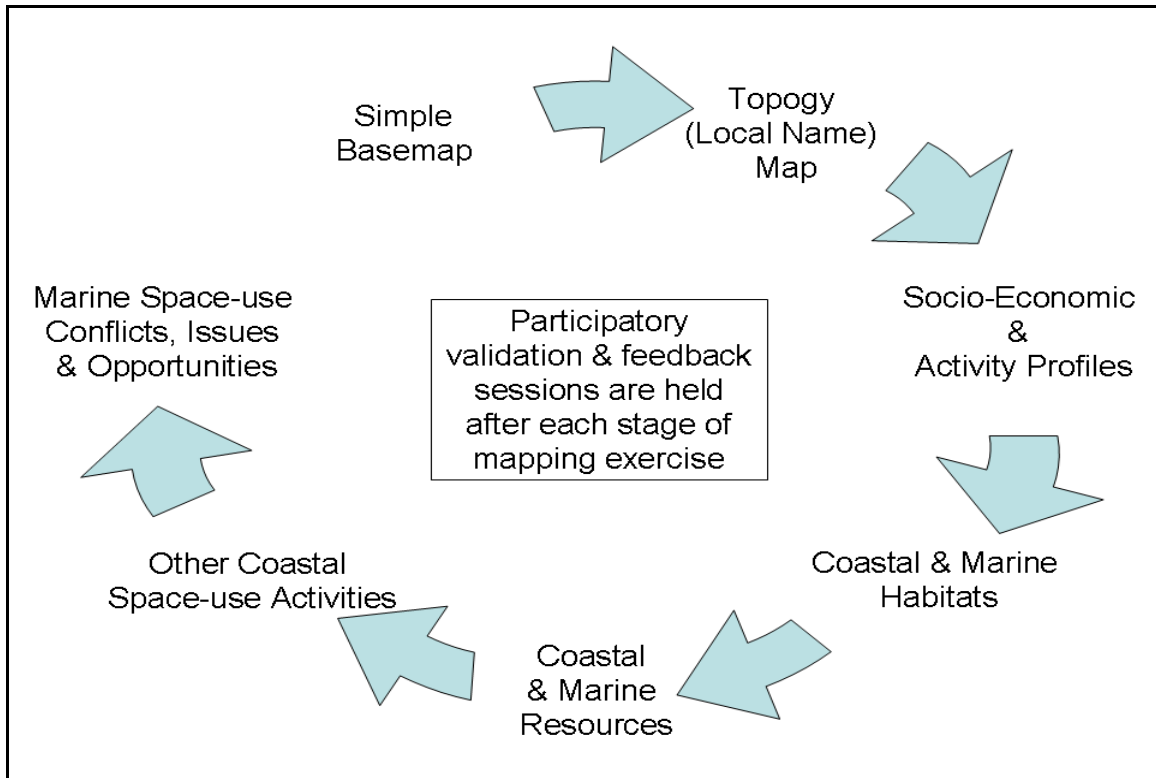 Simple
Basemap
Topogy
(Local Name)
Map
Socio-Economic
&
Activity Profiles
Coastal & Marine
Habitats
Coastal
& Marine
Resources
Other Coastal
Space-use Activities
Marine Space-use
Conflicts, Issues
& Opportunities
Participatory
validation & feedback
sessions are held
after each stage of
mapping exercise